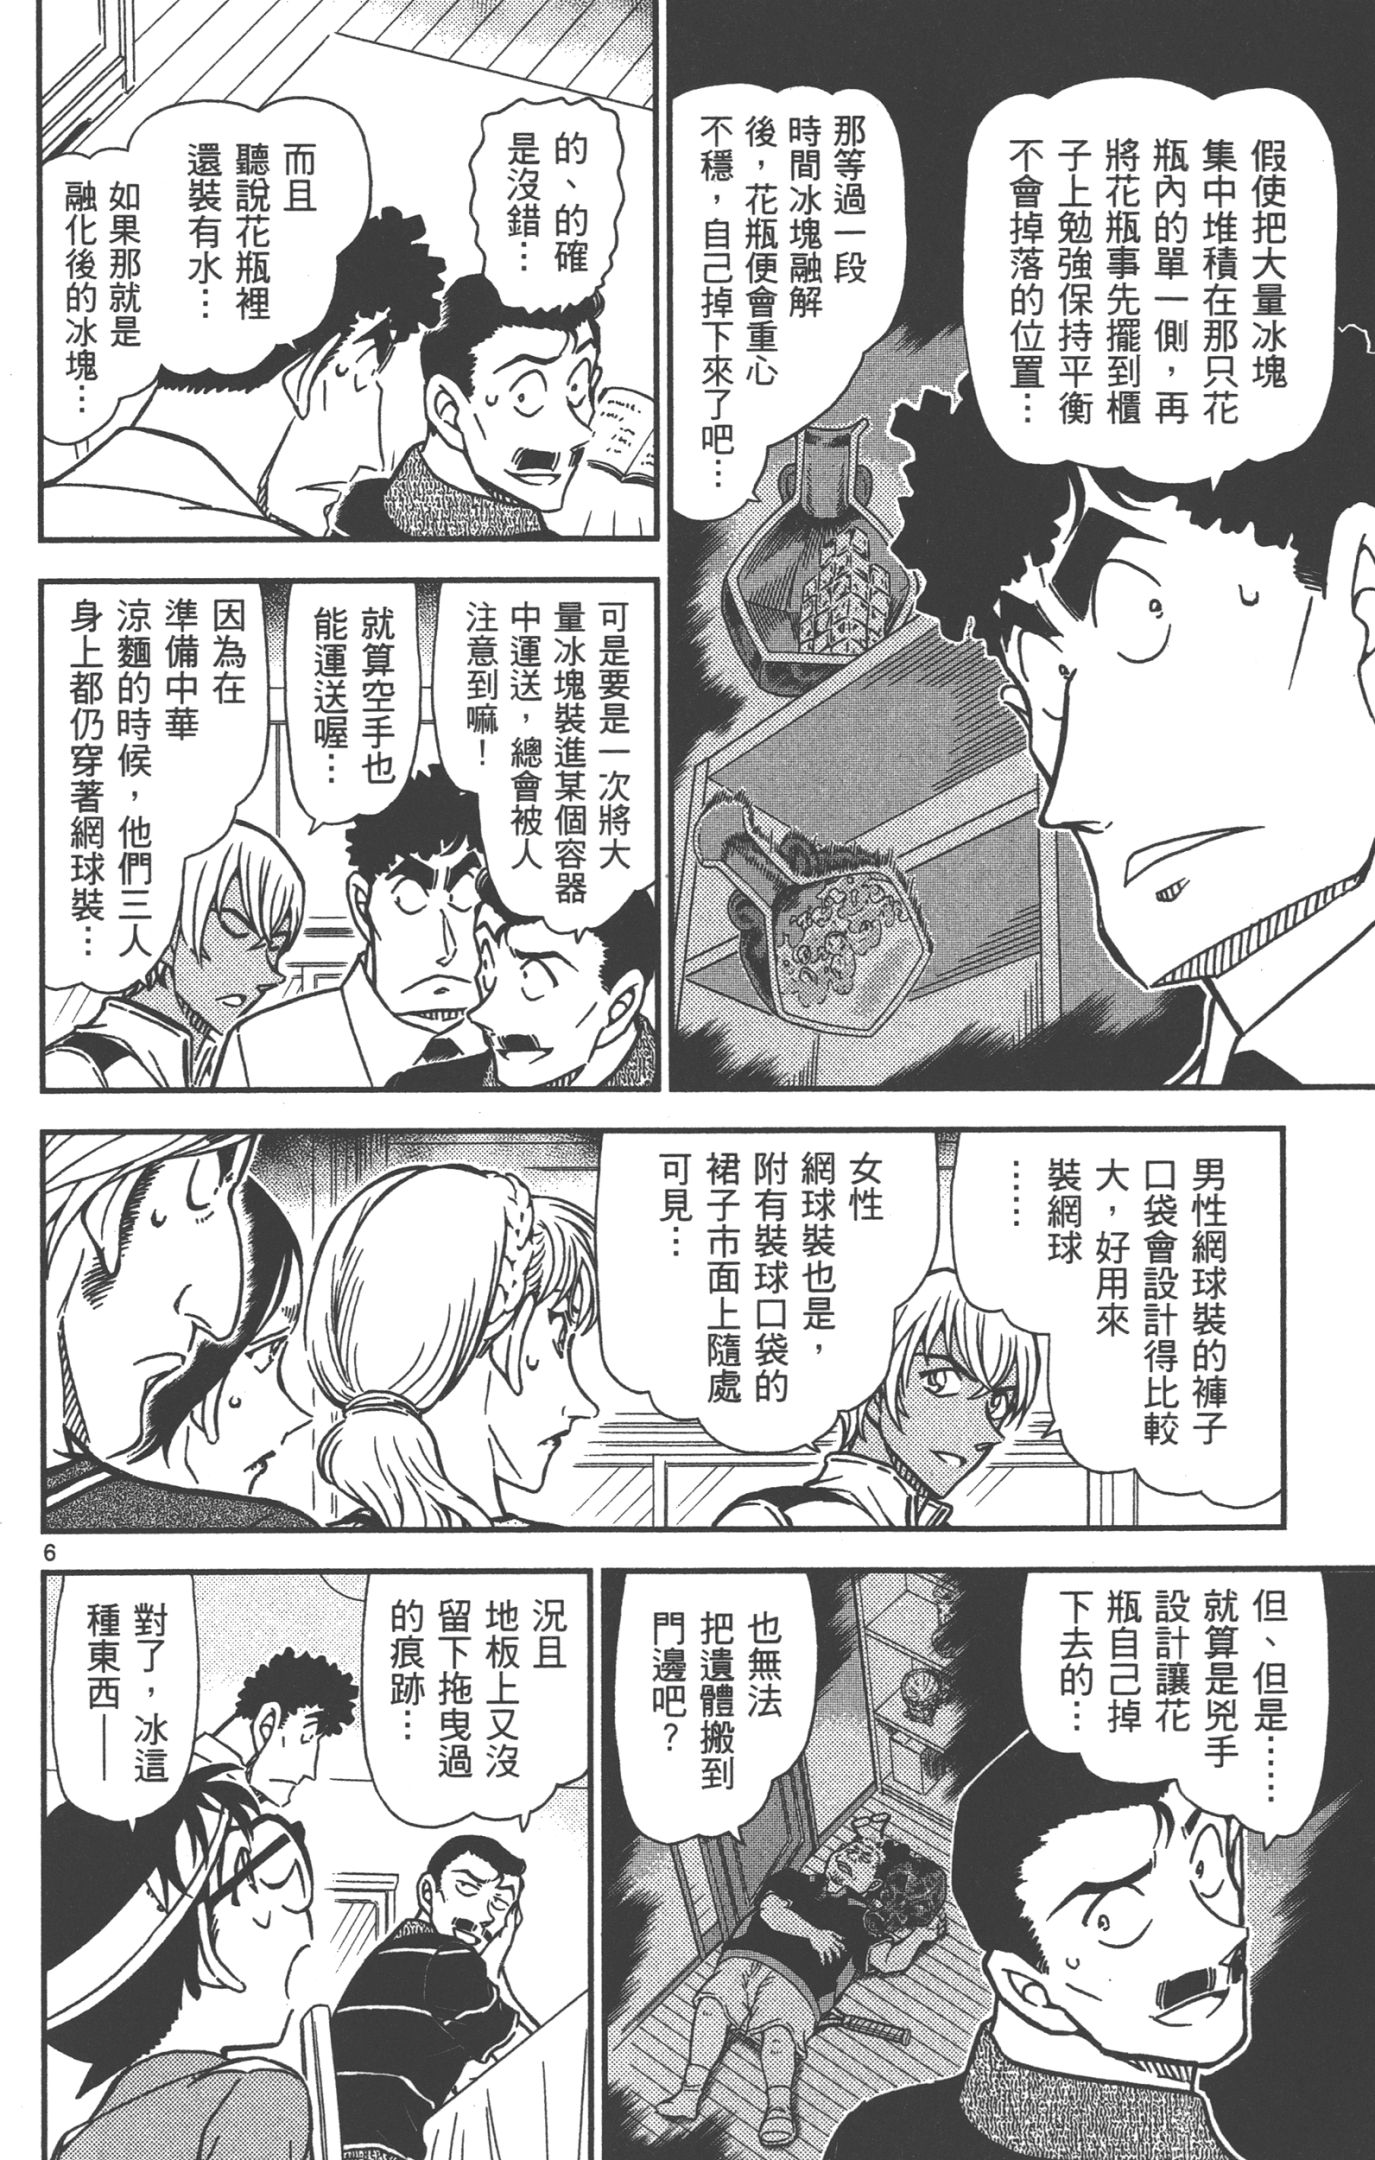 假使把大量冰塊
集中堆積在那只花
瓶內的單一側，再
將花瓶事先擺到櫃
子上勉強保持平衡
不會掉落的位置…
那等過一段
時間冰塊融解
後，花瓶便會重心
不穩，自己掉下來了吧…
的、的確
是沒錯…
而且
聽說花瓶裡
還裝有水…
如果那就是
融化後的冰塊…
可是要是一次將大
量冰塊裝進某個容器
中運送，總會被人
注意到嘛！
就算空手也
能運送喔…
因為在
準備中華
涼麵的時候，他們三人
身上都仍穿著網球裝…
男性網球裝的褲子
口袋會設計得比較
大，好用來
裝網球
……
女性
網球裝也是，
附有裝球口袋的
裙子市面上隨處
可見…
6
但、但是……
就算是兇手
設計讓花
瓶自己掉
下去的…
也無法
把遺體搬到
門邊吧？
況且
地板上又沒
留下拖曳過
的痕跡…
對了，冰這
種東西——